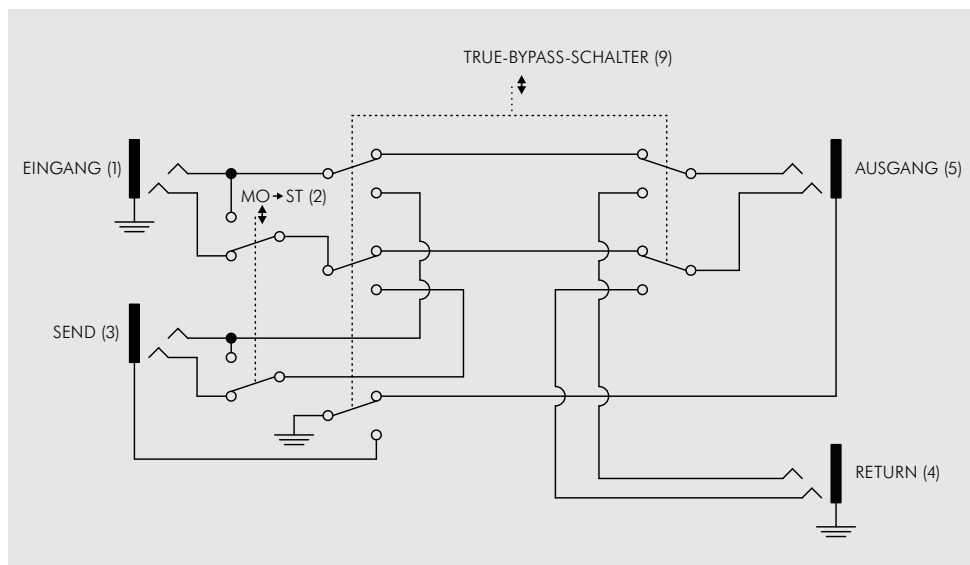 TRUE-BYPASS-SCHALTER (9)
EINGANG (1)
AUSGANG (5)
MO→ST (2)
SEND (3)
RETURN (4)